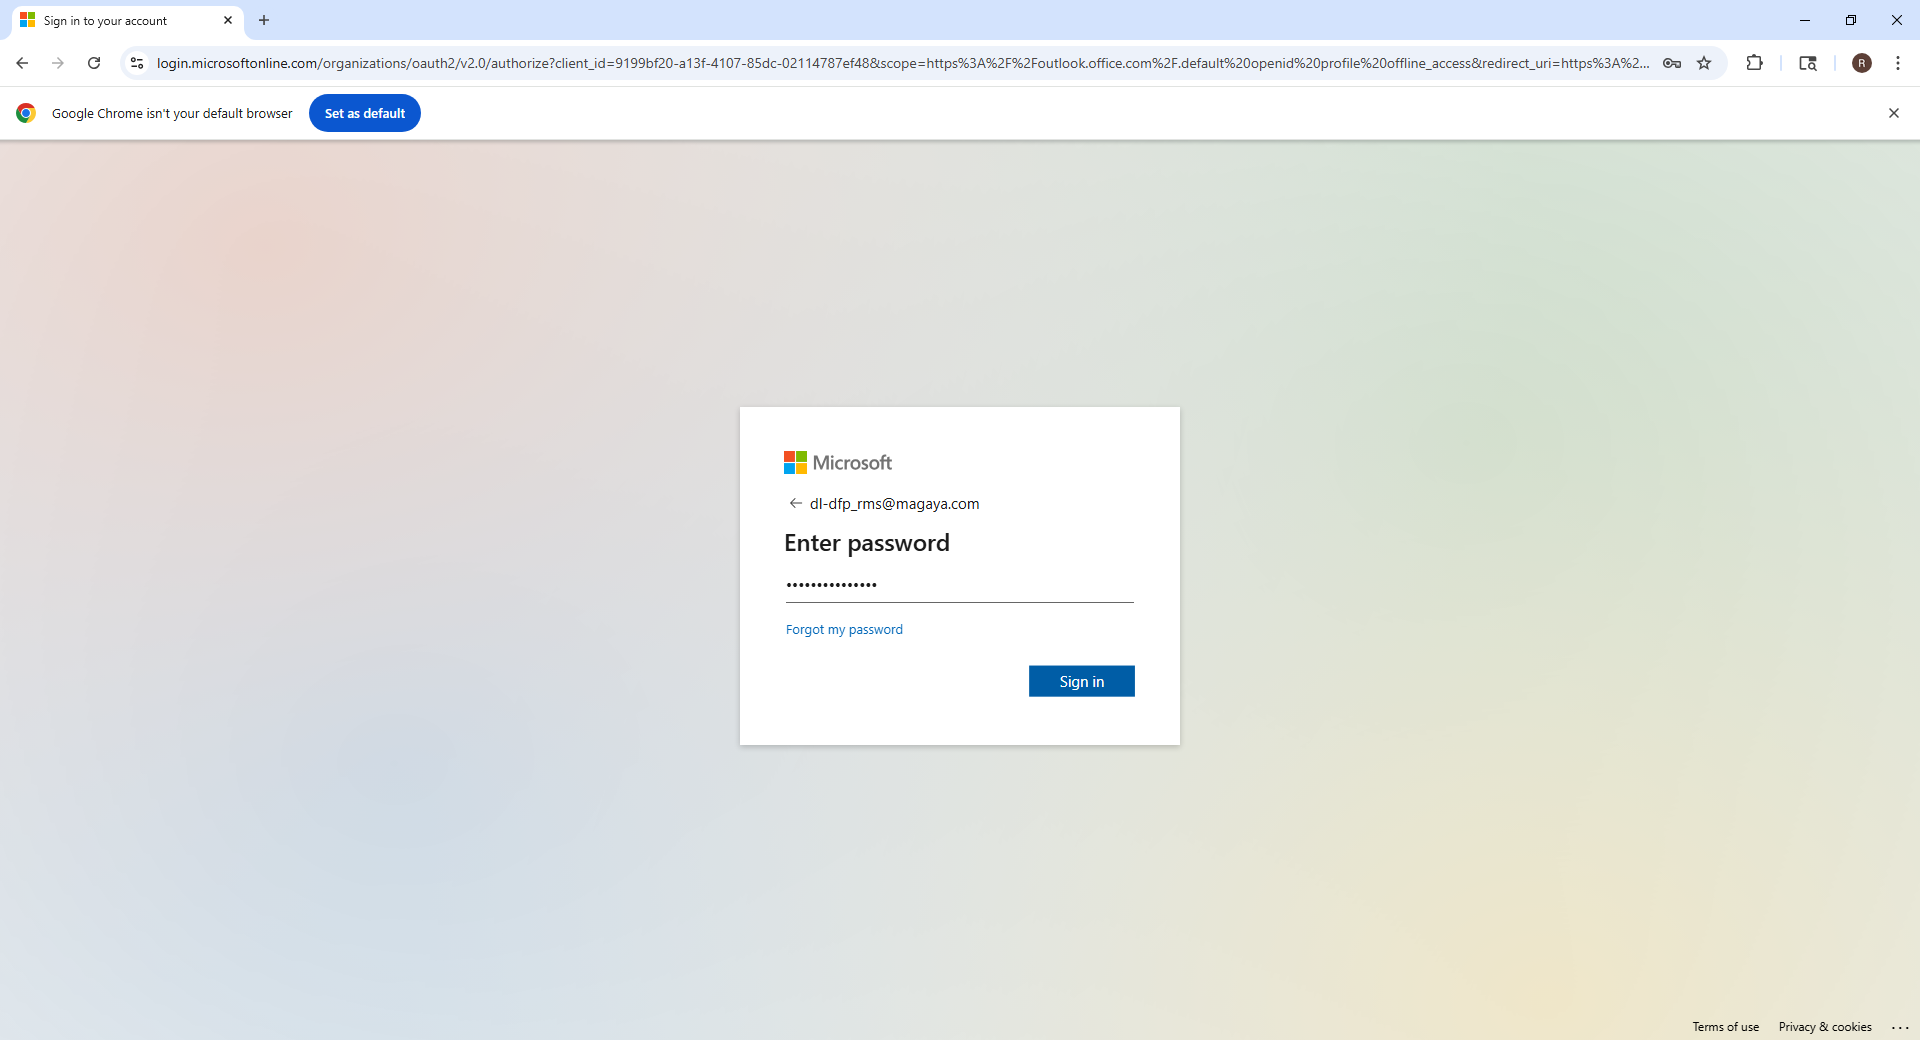 Sign in to your account
login.microsoftonline.com/organizations/oauth2/v2.0/authorize?client_id=9199bf20-a13f-4107-85dc-02114787ef48&scope=https%3A%2F%2Foutlook.office.com%2F.default%20openid%20profile%20offline_access&redirect_uri=https%3A%2...
R
Google Chrome isn't your default browser
Set as default
Microsoft
dl-dfp_rms@magaya.com
Enter password
Forgot my password
Sign in
Terms of use
Privacy & cookies